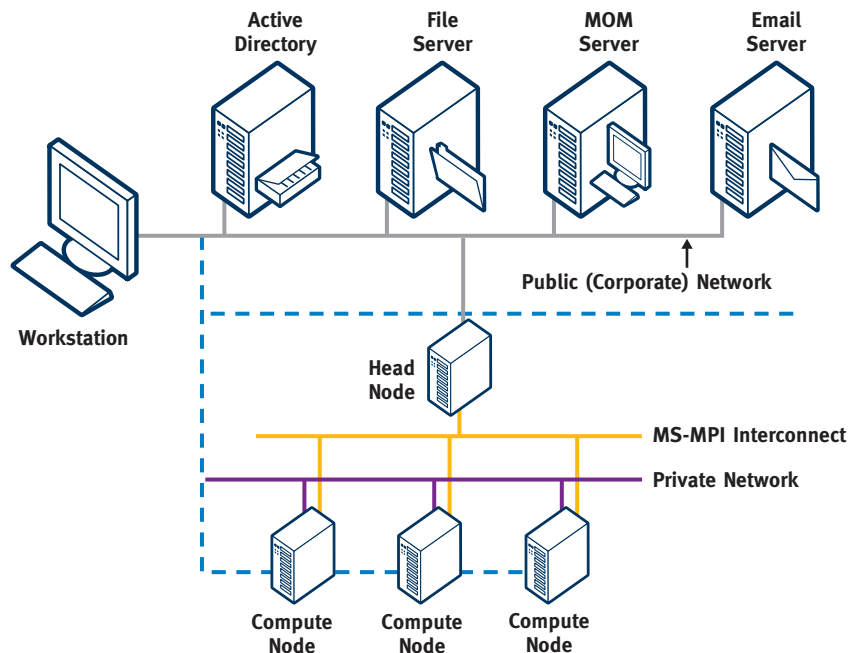 Active
Directory
File
Server
MOM
Server
Email
Server
Public (Corporate) Network
Workstation
Head
Node
MS-MPI Interconnect
Private Network
Compute
Node
Compute
Node
Compute
Node